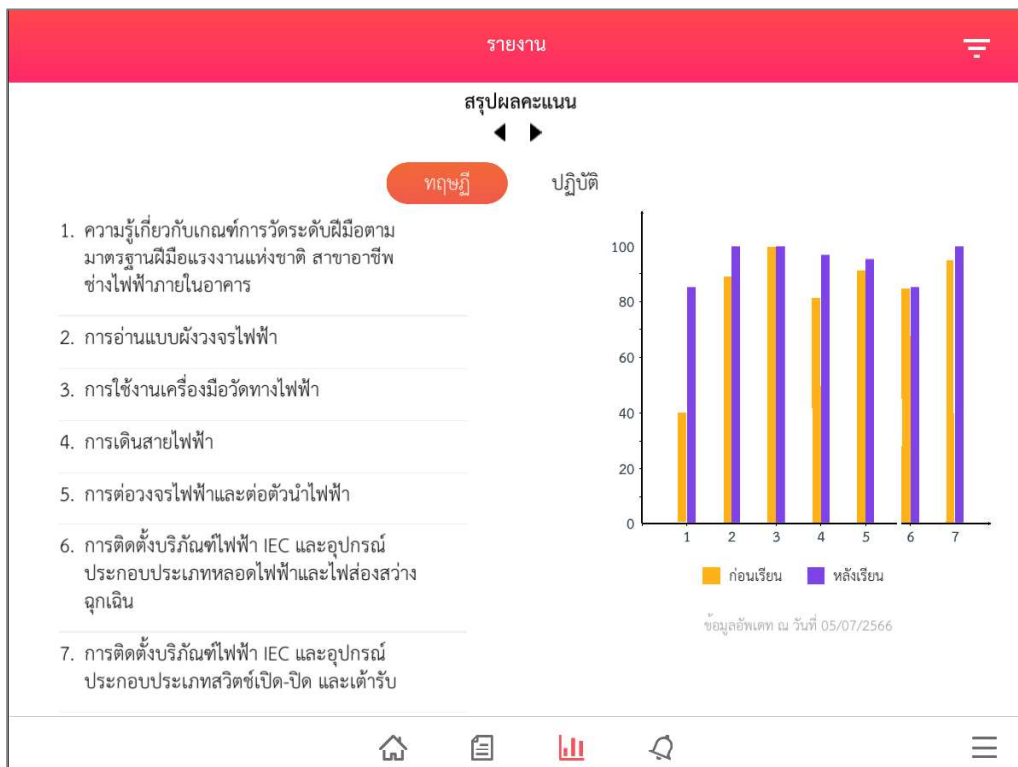 รายงาน
สรุปผลคะแนน
ทฤษฎี
ปฏิบัติ
1. ความรู้เกี่ยวกับเกณฑ์การวัดระดับฝีมือตาม
มาตรฐานฝีมือแรงงานแห่งชาติ สาขาอาชีพ
ช่างไฟฟ้าภายในอาคาร
2. การอ่านแบบผังวงจรไฟฟ้า
3. การใช้งานเครื่องมือวัดทางไฟฟ้า
4. การเดินสายไฟฟ้า
5. การต่อวงจรไฟฟ้าและต่อตัวนำไฟฟ้า
6. การติดตั้งบริภัณฑ์ไฟฟ้า IEC และอุปกรณ์
ประกอบประเภทหลอดไฟฟ้าและไฟส่องสว่าง
ฉุกเฉิน
7. การติดตั้งบริภัณฑ์ไฟฟ้า IEC และอุปกรณ์
ประกอบประเภทสวิตช์เปิด-ปิด และเต้ารับ
100
80
60
40
20
0
1 2 3 4 5 6 7
ก่อนเรียน หลังเรียน
ข้อมูลอัพเดท ณ วันที่ 05/07/2566